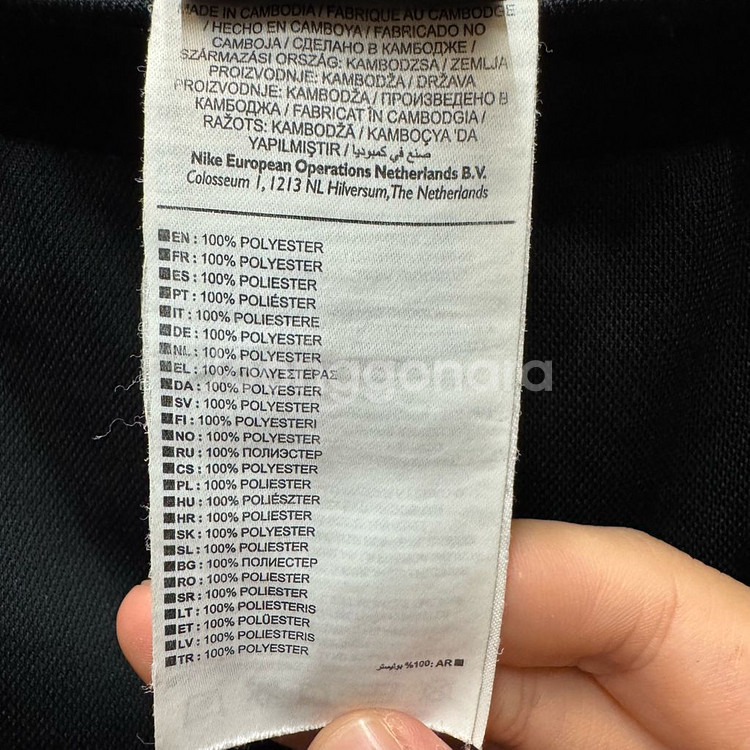 MADE IN CAMBODIA / FABRIQUÉ AU CAMBODGE
/ HECHO EN CAMBOYA / FABRICADO NO
CAMBOJA / СДЕЛАНО В КАМБОДЖЕ /
SZÁRMAZÁSI ORSZÁG: KAMBODZSA / ZEMLJA
PROIZVODNJE: KAMBODŽA / DRŽAVA
PROIZVODNJE: KAMBODŽA / ПРОИЗВЕДЕНО В
КАМБОДЖА / FABRICAT ÎN CAMBODGIA /
RAŽOTS: KAMBODŽĀ / KAMBOÇYA 'DA
YAPILMIŞTIR / صنع في كمبوديا
Nike European Operations Netherlands B.V.
Colosseum 1, 1213 NL Hilversum, The Netherlands
EN : 100% POLYESTER
FR : 100% POLYESTER
ES : 100% POLIESTER
PT : 100% POLIÉSTER
IT : 100% POLIESTERE
DE : 100% POLYESTER
NL : 100% POLYESTER
EL : 100% ΠΟΛΥΕΣΤΕΡΑΣ
DA : 100% POLYESTER
SV : 100% POLYESTER
FI : 100% POLYESTERI
NO : 100% POLYESTER
RU : 100% ПОЛИЭСТЕР
CS : 100% POLYESTER
PL : 100% POLIESTER
HU : 100% POLIÉSZTER
HR : 100% POLIESTER
SK : 100% POLYESTER
SL : 100% POLIESTER
BG : 100% ПОЛИЕСТЕР
RO : 100% POLIESTER
SR : 100% POLIESTER
LT : 100% POLIESTERIS
ET : 100% POLÜESTER
LV : 100% POLIESTERIS
TR : 100% POLYESTER
AR :100% بوليستر